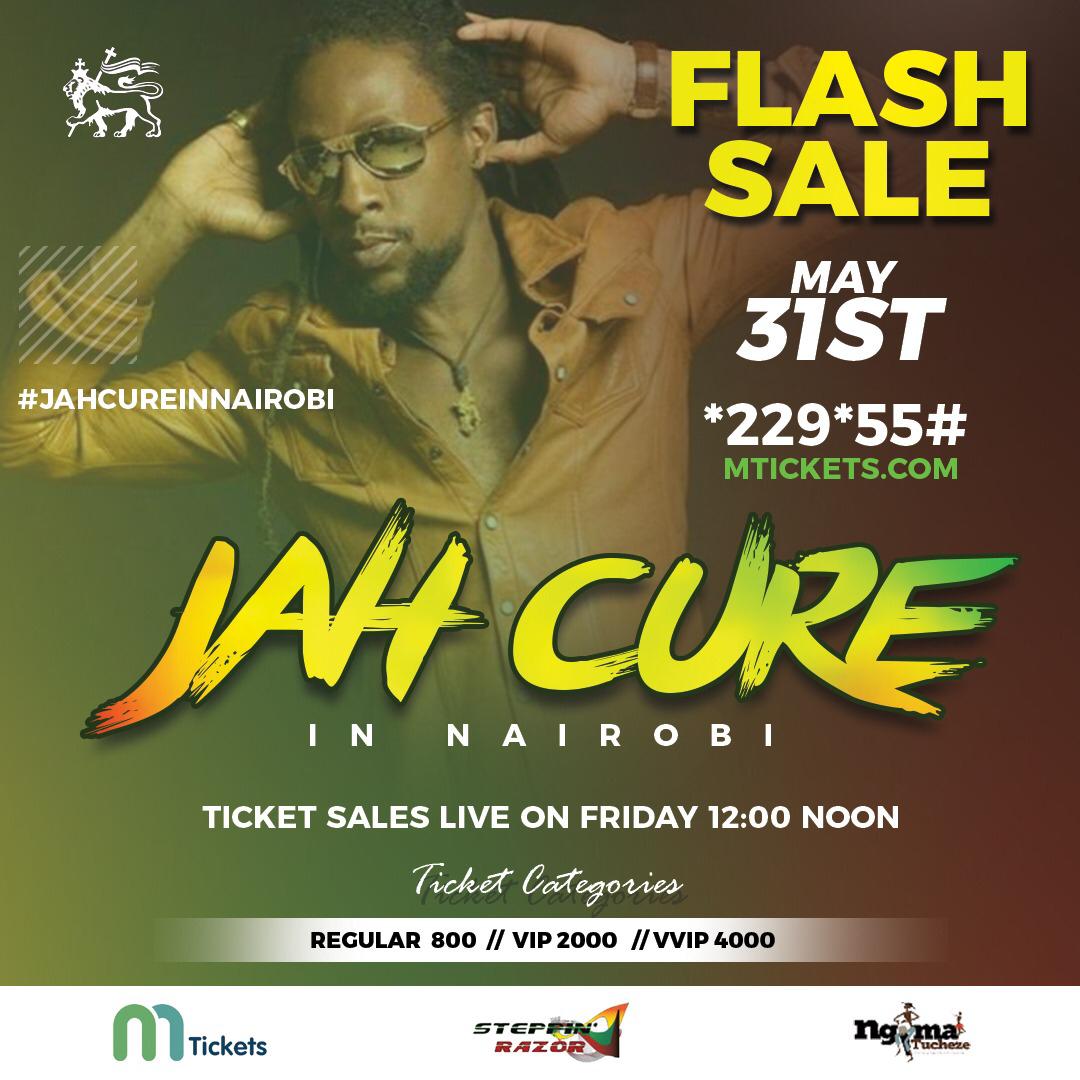 FLASH
SALE
MAY
31ST
#JAHCUREINNAIROBI
*229*55#
MTICKETS.COM
JAH CURE
IN NAIROBI
TICKET SALES LIVE ON FRIDAY 12:00 NOON
Ticket Categories
REGULAR 800 // VIP 2000 // VVIP 4000
m Tickets
STEPPIN'
RAZOR
Ngoma
Tucheze